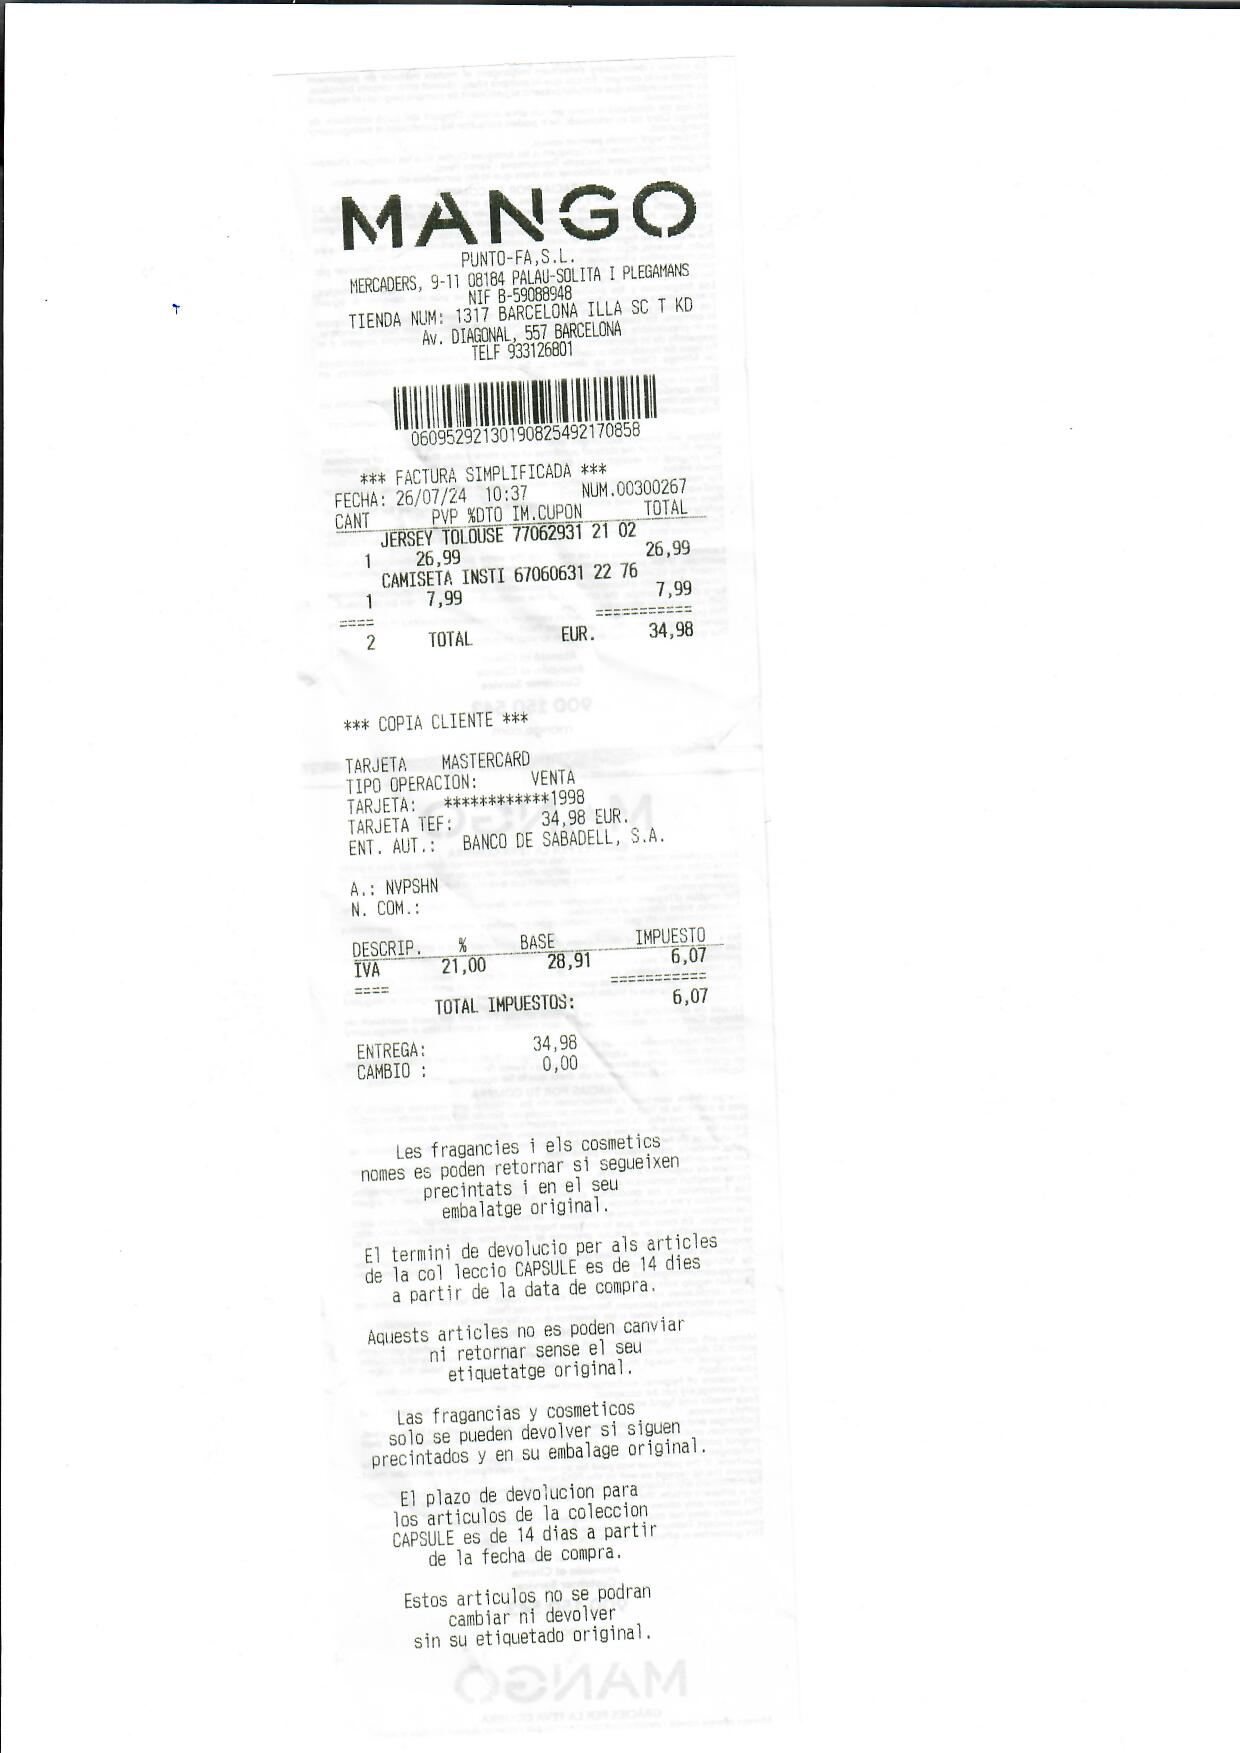 MANGO
PUNTO-FA,S.L.
MERCADERS, 9-11 08184 PALAU-SOLITA I PLEGAMANS
NIF B-59088948
TIENDA NUM: 1317 BARCELONA ILLA SC T KD
Av. DIAGONAL, 557 BARCELONA
TELF 933126801
06095292130190825492170858
*** FACTURA SIMPLIFICADA ***
FECHA: 26/07/24 10:37 NUM.00300267
CANT PVP %DTO IM.CUPON TOTAL
JERSEY TOLOUSE 77062931 21 02
1 26,99 26,99
CAMISETA INSTI 67060631 22 76
1 7,99 7,99
==== ===========
2 TOTAL EUR. 34,98
*** COPIA CLIENTE ***
TARJETA MASTERCARD
TIPO OPERACION: VENTA
TARJETA: ************1998
TARJETA TEF: 34,98 EUR.
ENT. AUT.: BANCO DE SABADELL, S.A.
A.: NVPSHN
N. COM.:
DESCRIP. % BASE IMPUESTO
IVA 21,00 28,91 6,07
==== ===========
TOTAL IMPUESTOS: 6,07
ENTREGA: 34,98
CAMBIO : 0,00
Les fragancies i els cosmetics
nomes es poden retornar si segueixen
precintats i en el seu
embalatge original.
El termini de devolucio per als articles
de la col leccio CAPSULE es de 14 dies
a partir de la data de compra.
Aquests articles no es poden canviar
ni retornar sense el seu
etiquetatge original.
Las fragancias y cosmeticos
solo se pueden devolver si siguen
precintados y en su embalage original.
El plazo de devolucion para
los articulos de la coleccion
CAPSULE es de 14 dias a partir
de la fecha de compra.
Estos articulos no se podran
cambiar ni devolver
sin su etiquetado original.